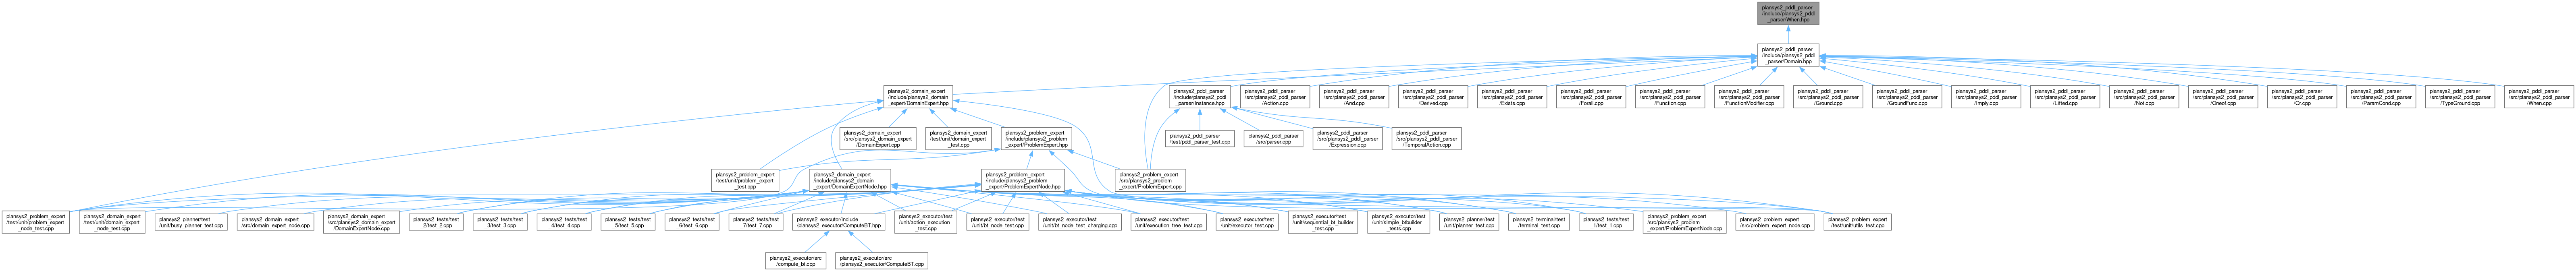 plansys2_pddl_parser
/include/plansys2_pddl
_parser/When.hpp
plansys2_pddl_parser
/include/plansys2_pddl
_parser/Domain.hpp
plansys2_domain_expert
/include/plansys2_domain
_expert/DomainExpert.hpp
plansys2_pddl_parser
/include/plansys2_pddl
_parser/Instance.hpp
plansys2_pddl_parser
/src/plansys2_pddl_parser
/Action.cpp
plansys2_pddl_parser
/src/plansys2_pddl_parser
/And.cpp
plansys2_pddl_parser
/src/plansys2_pddl_parser
/Derived.cpp
plansys2_pddl_parser
/src/plansys2_pddl_parser
/Exists.cpp
plansys2_pddl_parser
/src/plansys2_pddl_parser
/Forall.cpp
plansys2_pddl_parser
/src/plansys2_pddl_parser
/Function.cpp
plansys2_pddl_parser
/src/plansys2_pddl_parser
/FunctionModifier.cpp
plansys2_pddl_parser
/src/plansys2_pddl_parser
/Ground.cpp
plansys2_pddl_parser
/src/plansys2_pddl_parser
/GroundFunc.cpp
plansys2_pddl_parser
/src/plansys2_pddl_parser
/Imply.cpp
plansys2_pddl_parser
/src/plansys2_pddl_parser
/Lifted.cpp
plansys2_pddl_parser
/src/plansys2_pddl_parser
/Not.cpp
plansys2_pddl_parser
/src/plansys2_pddl_parser
/Oneof.cpp
plansys2_pddl_parser
/src/plansys2_pddl_parser
/Or.cpp
plansys2_pddl_parser
/src/plansys2_pddl_parser
/ParamCond.cpp
plansys2_pddl_parser
/src/plansys2_pddl_parser
/TypeGround.cpp
plansys2_pddl_parser
/src/plansys2_pddl_parser
/When.cpp
plansys2_domain_expert
/src/plansys2_domain_expert
/DomainExpert.cpp
plansys2_domain_expert
/test/unit/domain_expert
_test.cpp
plansys2_problem_expert
/include/plansys2_problem
_expert/ProblemExpert.hpp
plansys2_pddl_parser
/test/pddl_parser_test.cpp
plansys2_pddl_parser
/src/parser.cpp
plansys2_pddl_parser
/src/plansys2_pddl_parser
/Expression.cpp
plansys2_pddl_parser
/src/plansys2_pddl_parser
/TemporalAction.cpp
plansys2_problem_expert
/test/unit/problem_expert
_test.cpp
plansys2_domain_expert
/include/plansys2_domain
_expert/DomainExpertNode.hpp
plansys2_problem_expert
/include/plansys2_problem
_expert/ProblemExpertNode.hpp
plansys2_problem_expert
/src/plansys2_problem
_expert/ProblemExpert.cpp
plansys2_problem_expert
/test/unit/problem_expert
_node_test.cpp
plansys2_domain_expert
/test/unit/domain_expert
_node_test.cpp
plansys2_planner/test
/unit/busy_planner_test.cpp
plansys2_domain_expert
/src/domain_expert_node.cpp
plansys2_domain_expert
/src/plansys2_domain_expert
/DomainExpertNode.cpp
plansys2_tests/test
_2/test_2.cpp
plansys2_tests/test
_3/test_3.cpp
plansys2_tests/test
_4/test_4.cpp
plansys2_tests/test
_5/test_5.cpp
plansys2_tests/test
_6/test_6.cpp
plansys2_tests/test
_7/test_7.cpp
plansys2_executor/include
/plansys2_executor/ComputeBT.hpp
plansys2_executor/test
/unit/action_execution
_test.cpp
plansys2_executor/test
/unit/bt_node_test.cpp
plansys2_executor/test
/unit/bt_node_test_charging.cpp
plansys2_executor/test
/unit/execution_tree_test.cpp
plansys2_executor/test
/unit/executor_test.cpp
plansys2_executor/test
/unit/sequential_bt_builder
_test.cpp
plansys2_executor/test
/unit/simple_btbuilder
_tests.cpp
plansys2_planner/test
/unit/planner_test.cpp
plansys2_terminal/test
/terminal_test.cpp
plansys2_tests/test
_1/test_1.cpp
plansys2_problem_expert
/src/plansys2_problem
_expert/ProblemExpertNode.cpp
plansys2_problem_expert
/src/problem_expert_node.cpp
plansys2_problem_expert
/test/unit/utils_test.cpp
plansys2_executor/src
/compute_bt.cpp
plansys2_executor/src
/plansys2_executor/ComputeBT.cpp